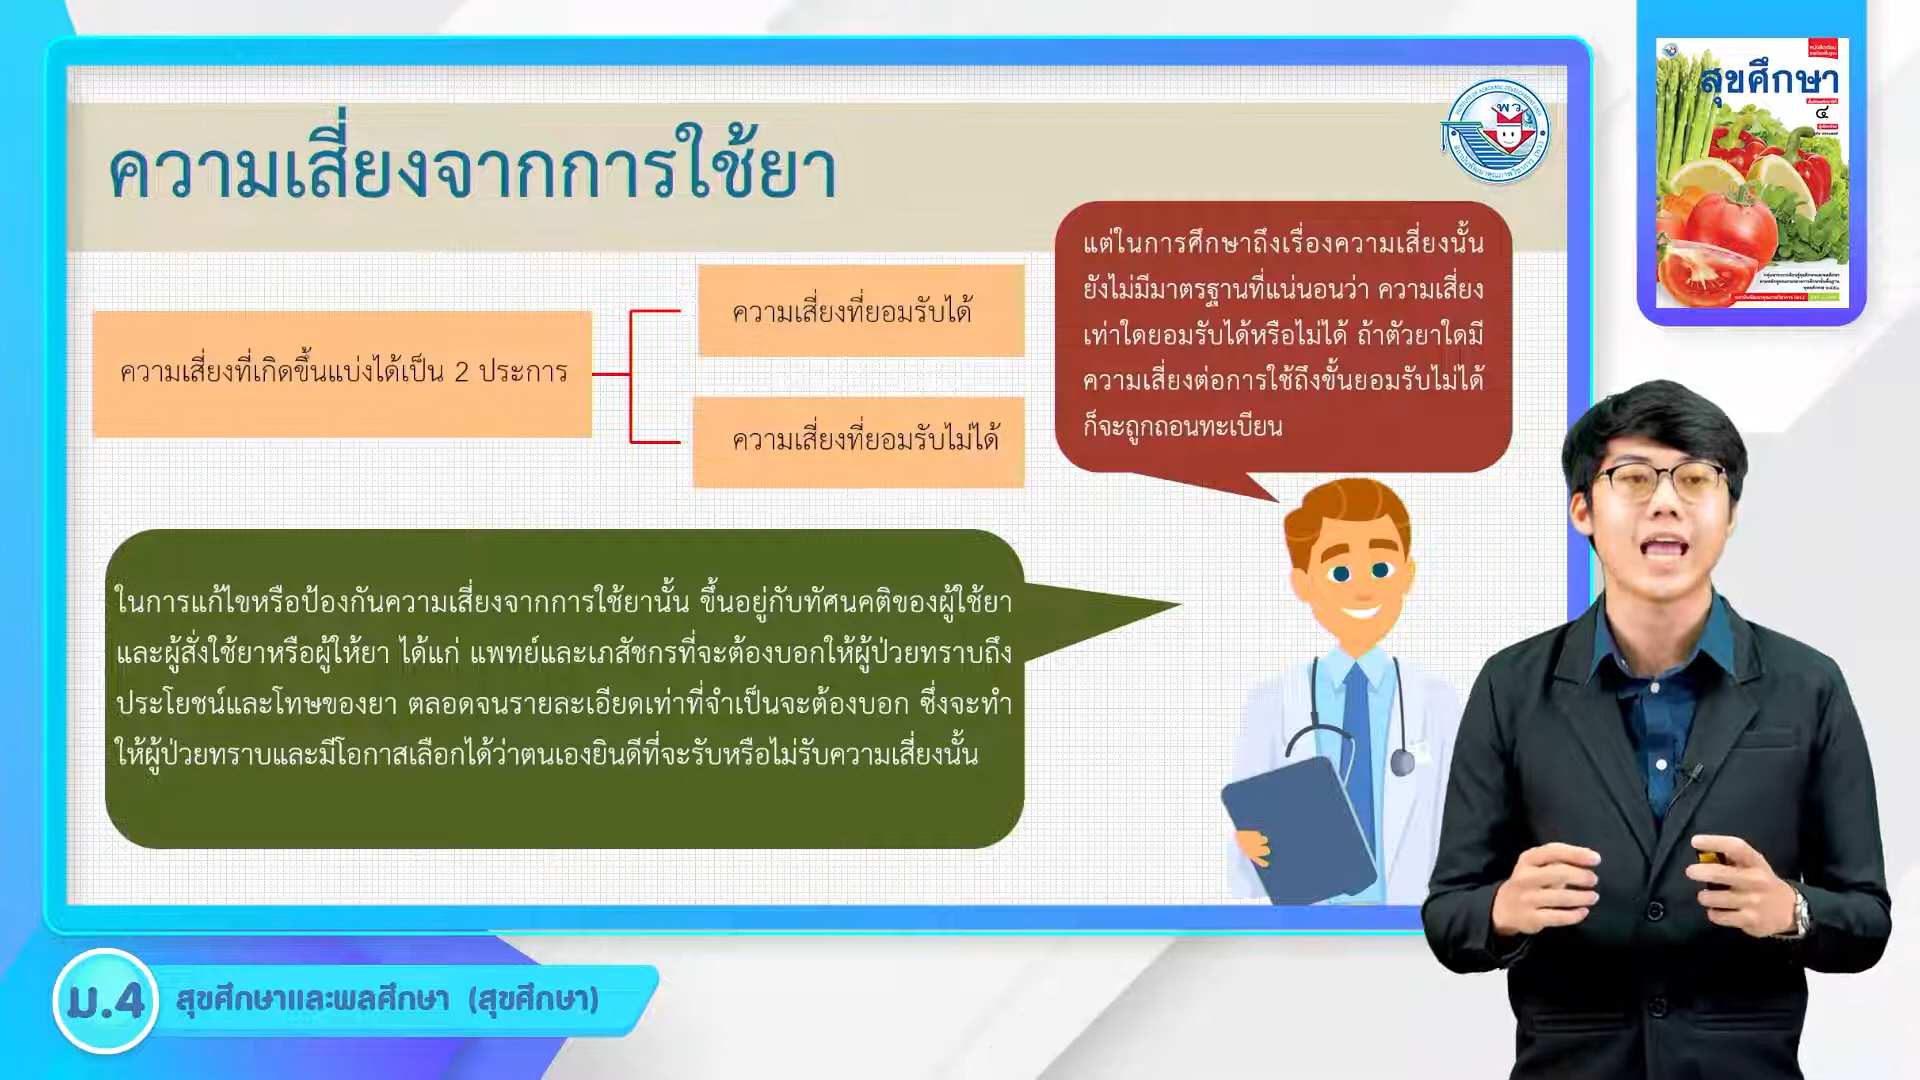 ความเสี่ยงจากการใช้ยา
ความเสี่ยงที่เกิดขึ้นแบ่งได้เป็น 2 ประการ
ความเสี่ยงที่ยอมรับได้
ความเสี่ยงที่ยอมรับไม่ได้
แต่ในการศึกษาถึงเรื่องความเสี่ยงนั้น
ยังไม่มีมาตรฐานที่แน่นอนว่า ความเสี่ยง
เท่าใดยอมรับได้หรือไม่ได้ ถ้าตัวยาใดมี
ความเสี่ยงต่อการใช้ถึงขั้นยอมรับไม่ได้
ก็จะถูกถอนทะเบียน
ในการแก้ไขหรือป้องกันความเสี่ยงจากการใช้ยานั้น ขึ้นอยู่กับทัศนคติของผู้ใช้ยา
และผู้สั่งใช้ยาหรือผู้ให้ยา ได้แก่ แพทย์และเภสัชกรที่จะต้องบอกให้ผู้ป่วยทราบถึง
ประโยชน์และโทษของยา ตลอดจนรายละเอียดเท่าที่จำเป็นจะต้องบอก ซึ่งจะทำ
ให้ผู้ป่วยทราบและมีโอกาสเลือกได้ว่าตนเองยินดีที่จะรับหรือไม่รับความเสี่ยงนั้น
พว
สุขศึกษา
๔
ม.4
สุขศึกษาและพลศึกษา (สุขศึกษา)